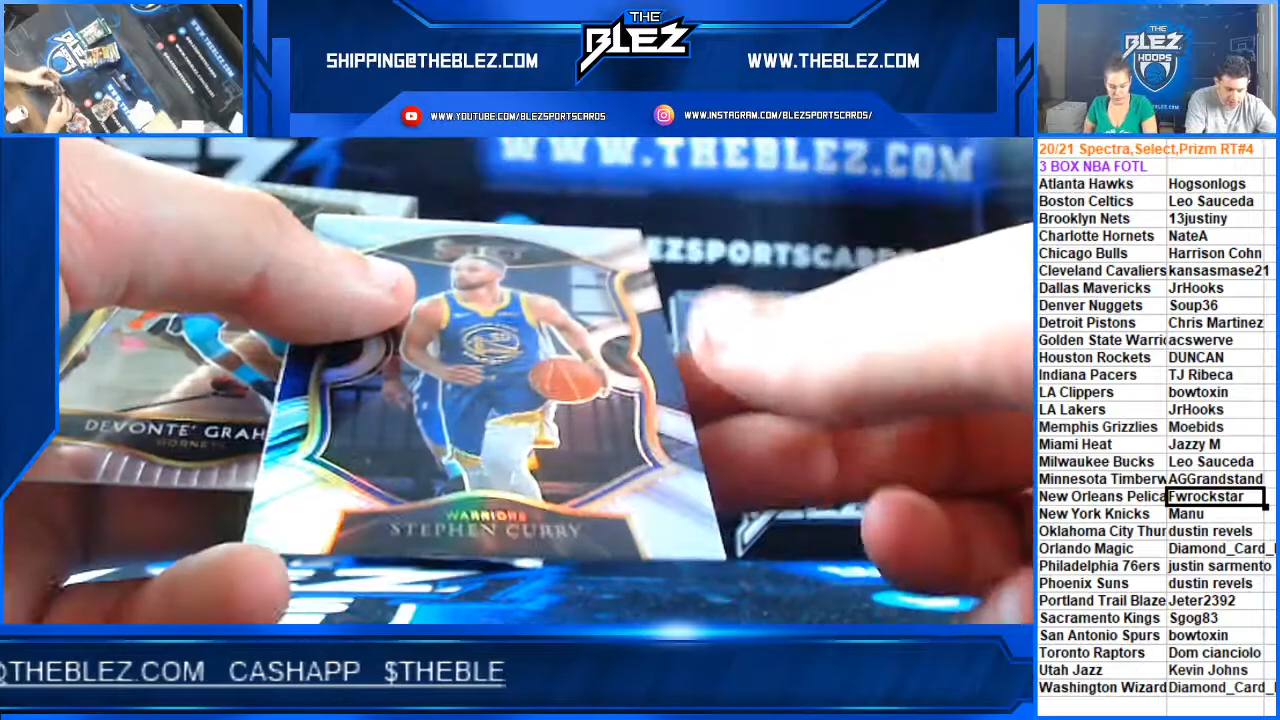 THE
BLEZ
SHIPPING@THEBLEZ.COM
WWW.THEBLEZ.COM
WWW.YOUTUBE.COM/BLEZSPORTSCARDS
WWW.INSTAGRAM.COM/BLEZSPORTSCARDS/
THE
BLEZ
HOOPS
20/21 Spectra,Select,Prizm RT#4
3 BOX NBA FOTL
Atlanta Hawks Hogsonlogs
Boston Celtics Leo Sauceda
Brooklyn Nets 13justiny
Charlotte Hornets NateA
Chicago Bulls Harrison Cohn
Cleveland Cavaliers kansasmase21
Dallas Mavericks JrHooks
Denver Nuggets Soup36
Detroit Pistons Chris Martinez
Golden State Warri acswerve
Houston Rockets DUNCAN
Indiana Pacers TJ Ribeca
LA Clippers bowtoxin
LA Lakers JrHooks
Memphis Grizzlies Moebids
Miami Heat Jazzy M
Milwaukee Bucks Leo Sauceda
Minnesota Timberw AGGrandstand
New Orleans Pelica Fwrockstar
New York Knicks Manu
Oklahoma City Thu dustin revels
Orlando Magic Diamond_Card_
Philadelphia 76ers justin sarmento
Phoenix Suns dustin revels
Portland Trail Blaze Jeter2392
Sacramento Kings Sgog83
San Antonio Spurs bowtoxin
Toronto Raptors Dom cianciolo
Utah Jazz Kevin Johns
Washington Wizard Diamond_Card_
WWW.THEBLEZ.COM
BLEZSPORTSCARDS
SELECT
DEVONTE' GRAH
HORNETS
WARRIORS
STEPHEN CURRY
@THEBLEZ.COM CASHAPP $THEBLE